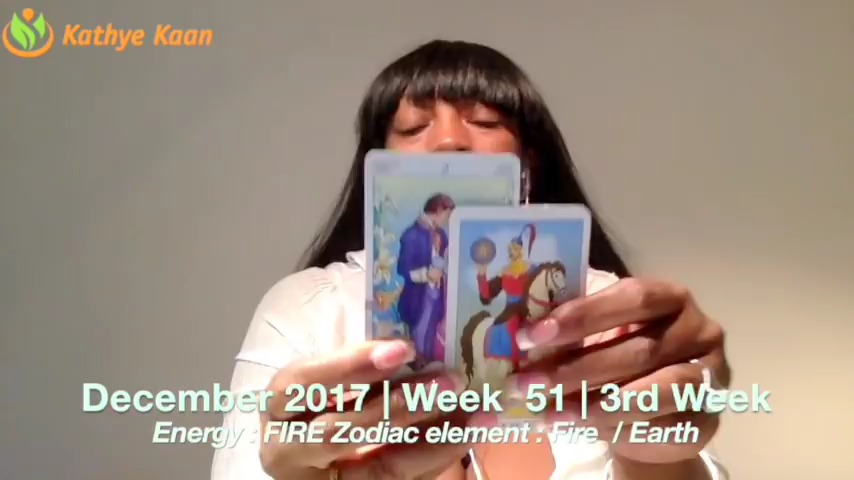 Kathye Kaan
December 2017 | Week 51 | 3rd Week
Energy : FIRE Zodiac element : Fire / Earth